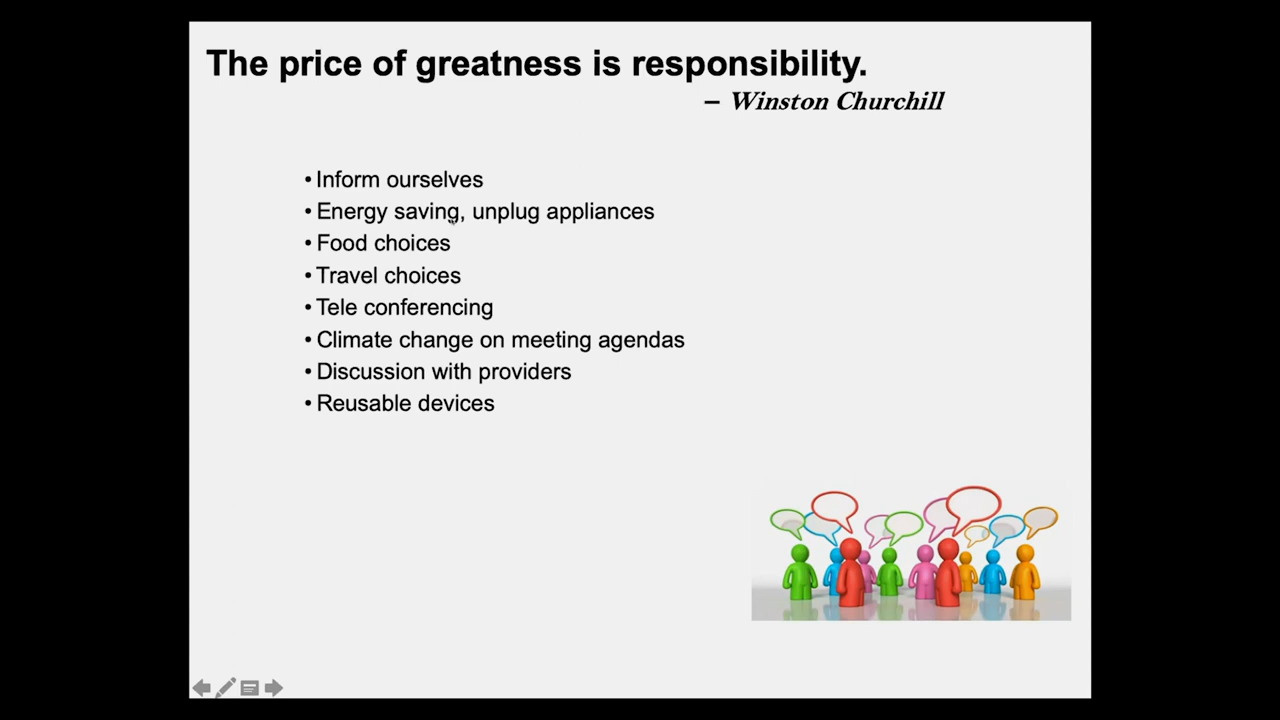 The price of greatness is responsibility.
– Winston Churchill
• Inform ourselves
• Energy saving, unplug appliances
• Food choices
• Travel choices
• Tele conferencing
• Climate change on meeting agendas
• Discussion with providers
• Reusable devices